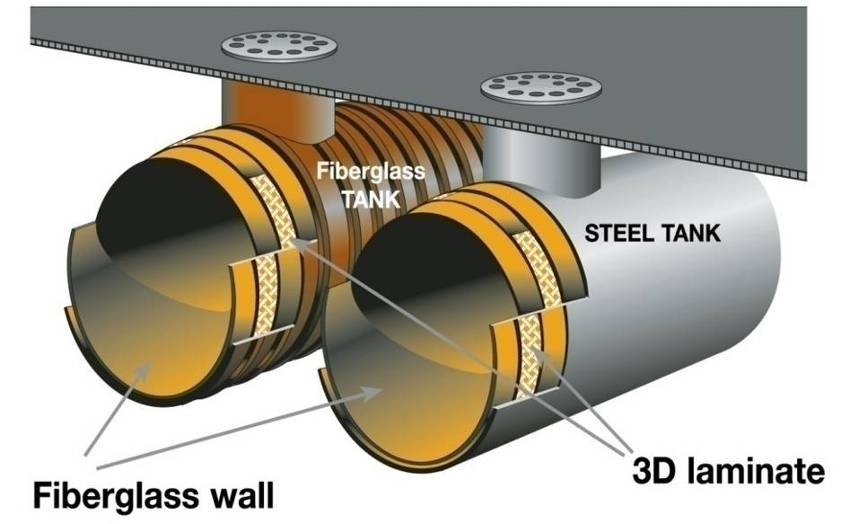 Fiberglass
TANK
STEEL TANK
3D laminate
Fiberglass wall